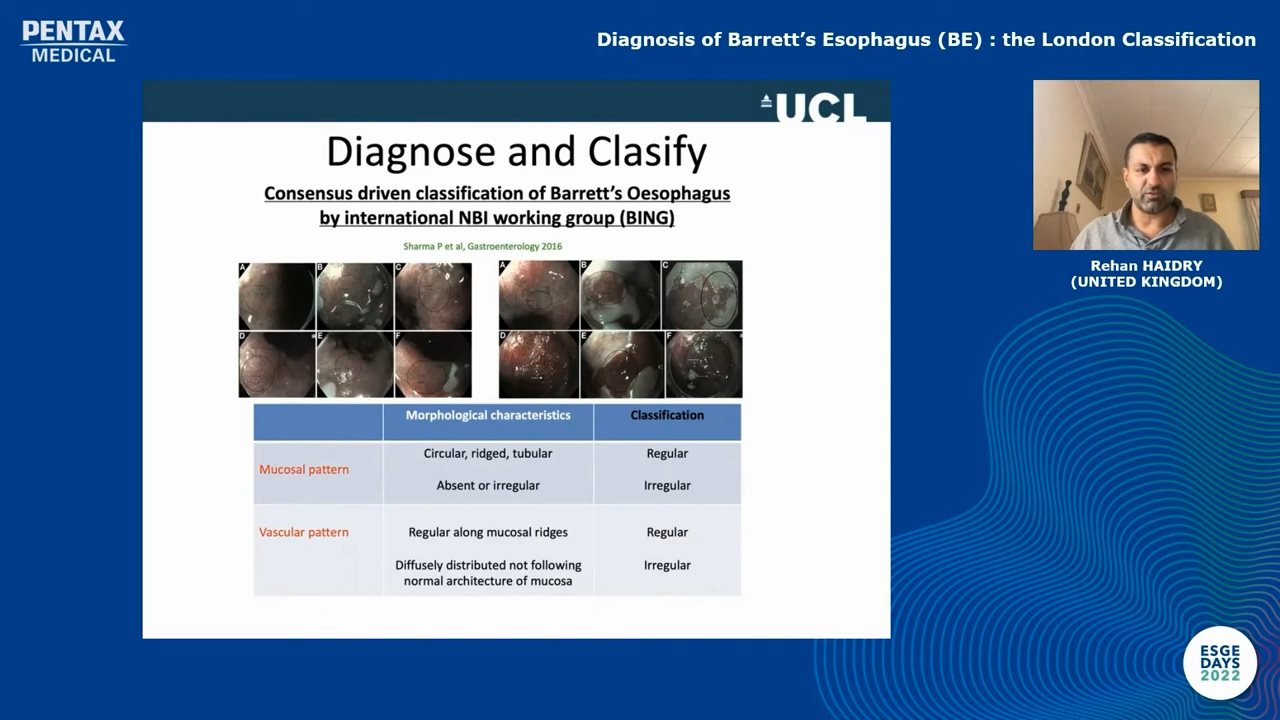 PENTAX
MEDICAL
Diagnosis of Barrett's Esophagus (BE) : the London Classification
UCL
Diagnose and Clasify
Consensus driven classification of Barrett's Oesophagus
by international NBI working group (BING)
Sharma P et al, Gastroenterology 2016
A B C A B C
D E F D E F
Morphological characteristics Classification
Mucosal pattern
Circular, ridged, tubular Regular
Absent or irregular Irregular
Vascular pattern
Regular along mucosal ridges Regular
Diffusely distributed not following
normal architecture of mucosa
Irregular
Rehan HAIDRY
(UNITED KINGDOM)
ESGE
DAYS
2022